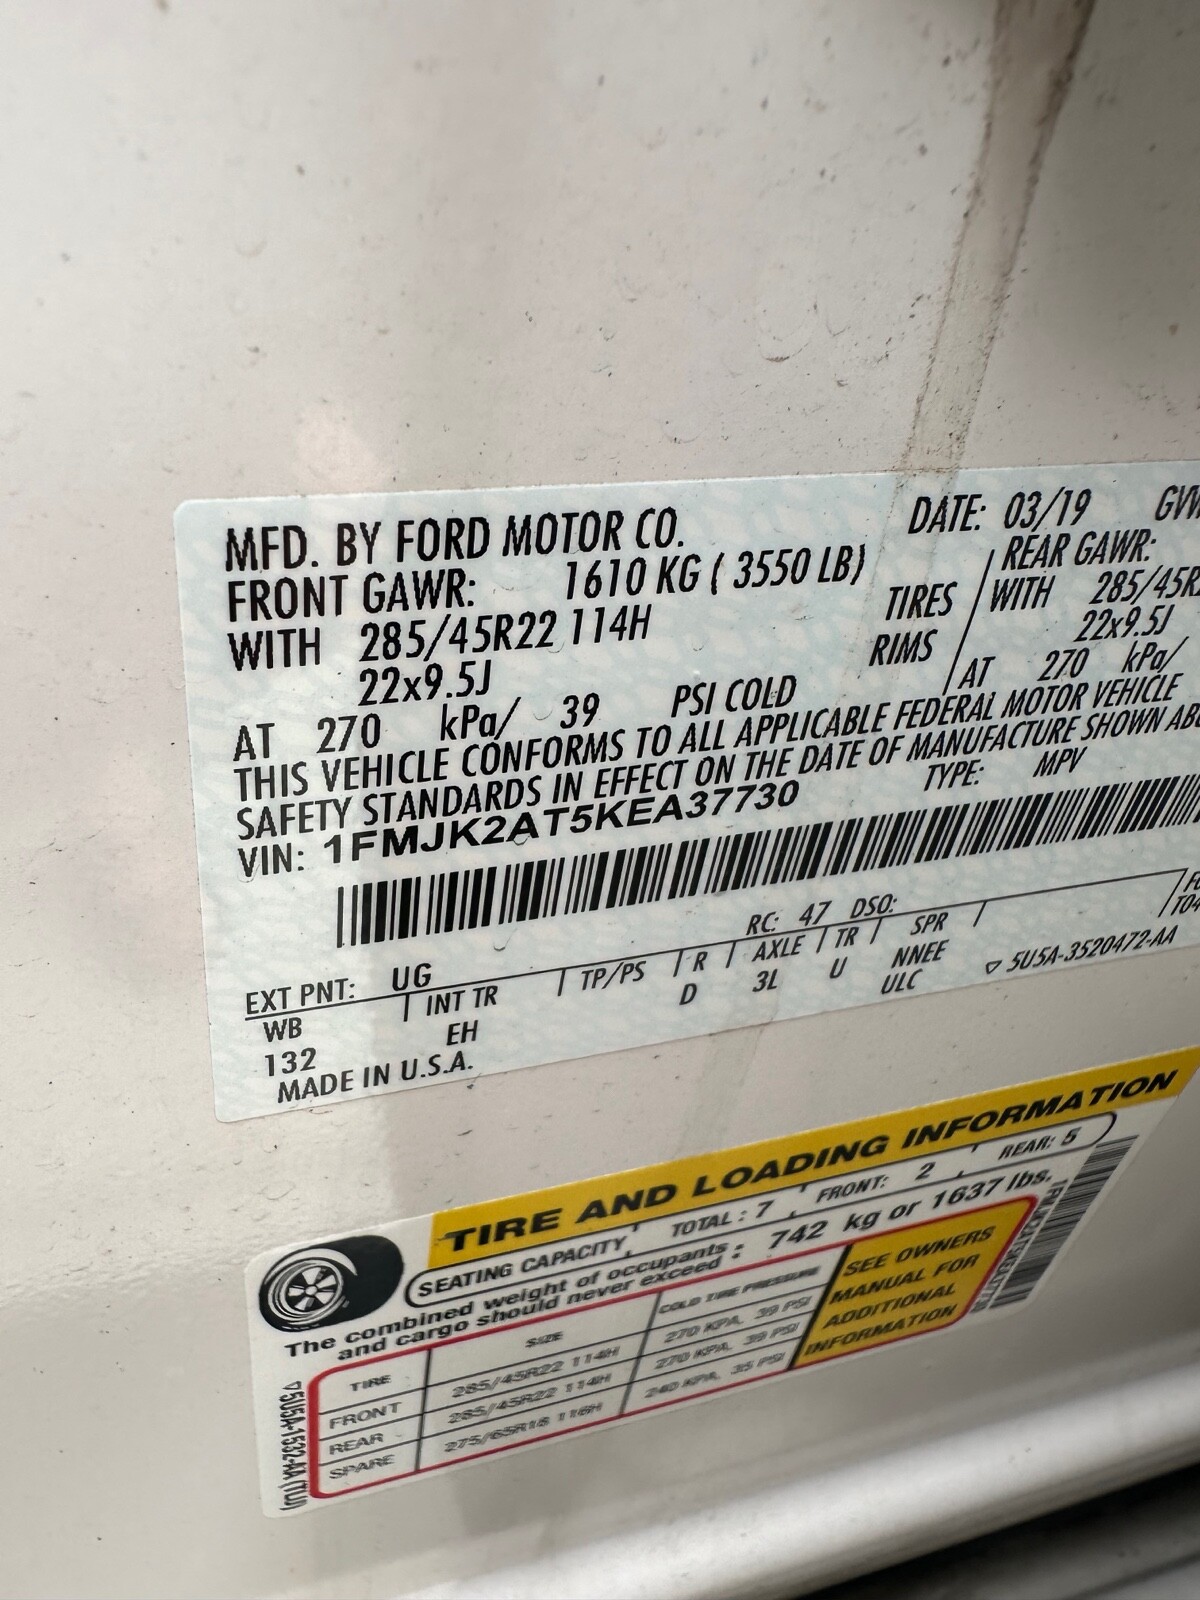 MFD. BY FORD MOTOR CO.
DATE: 03/19
FRONT GAWR: 1610 KG ( 3550 LB)
REAR GAWR:
WITH 285/45R22 114H
TIRES
WITH
22x9.5J
RIMS
22x9.5J
AT 270 kPa/ 39 PSI COLD
AT 270 kPa/
THIS VEHICLE CONFORMS TO ALL APPLICABLE FEDERAL MOTOR VEHICLE
SAFETY STANDARDS IN EFFECT ON THE DATE OF MANUFACTURE SHOWN
VIN: 1FMJK2AT5KEA37730
TYPE: MPV
EXT PNT: UG
RC: 47 DSO:
WB INT TR TP/PS R AXLE TR SPR
132 EH D 3L U NNEE
ULC
5U5A-3520472-AA
MADE IN U.S.A.
TIRE AND LOADING INFORMATION
SEATING CAPACITY TOTAL : 7 FRONT: 2 REAR: 5
The combined weight of occupants
and cargo should never exceed : 742 kg or 1637 lbs.
TIRE SIZE COLD TIRE PRESSURE
FRONT 285/45R22 114H 270 KPA, 39 PSI
REAR 285/45R22 114H 270 KPA, 39 PSI
SPARE 275/65R18 116H 240 KPA, 35 PSI
SEE OWNERS
MANUAL FOR
ADDITIONAL
INFORMATION
5U5A-1532-AA (TUI)